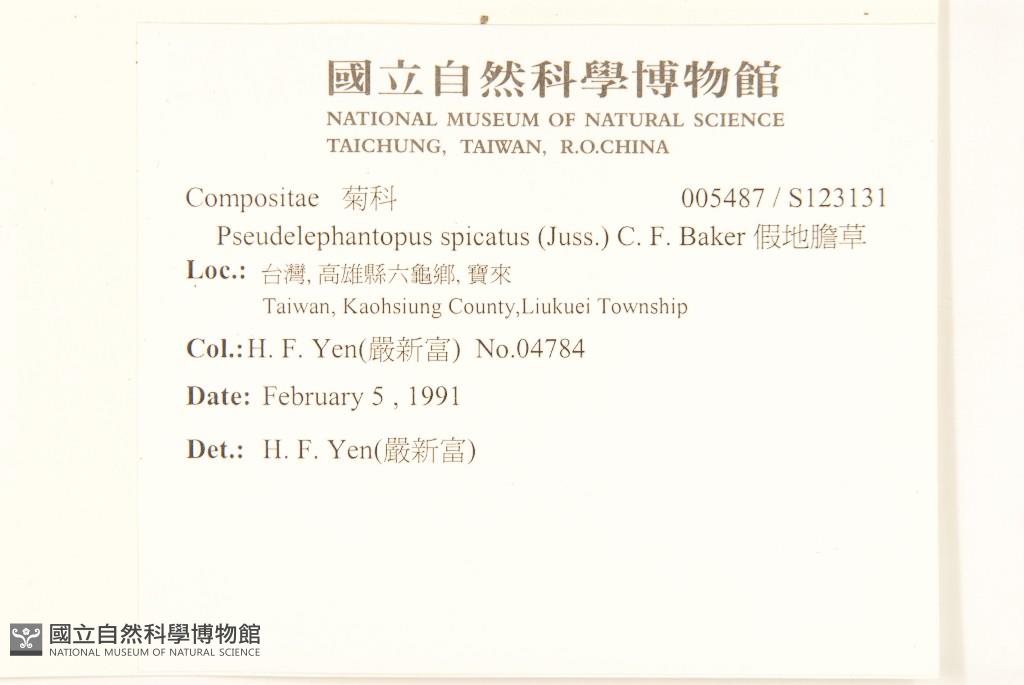 國立自然科學博物館
NATIONAL MUSEUM OF NATURAL SCIENCE
TAICHUNG, TAIWAN, R.O.CHINA
Compositae 菊科 005487 / S123131
Pseudelephantopus spicatus (Juss.) C. F. Baker 假地膽草
Loc.: 台灣, 高雄縣六龜鄉, 寶來
Taiwan, Kaohsiung County,Liukuei Township
Col.: H. F. Yen(嚴新富) No.04784
Date: February 5 , 1991
Det.: H. F. Yen(嚴新富)
國立自然科學博物館
NATIONAL MUSEUM OF NATURAL SCIENCE